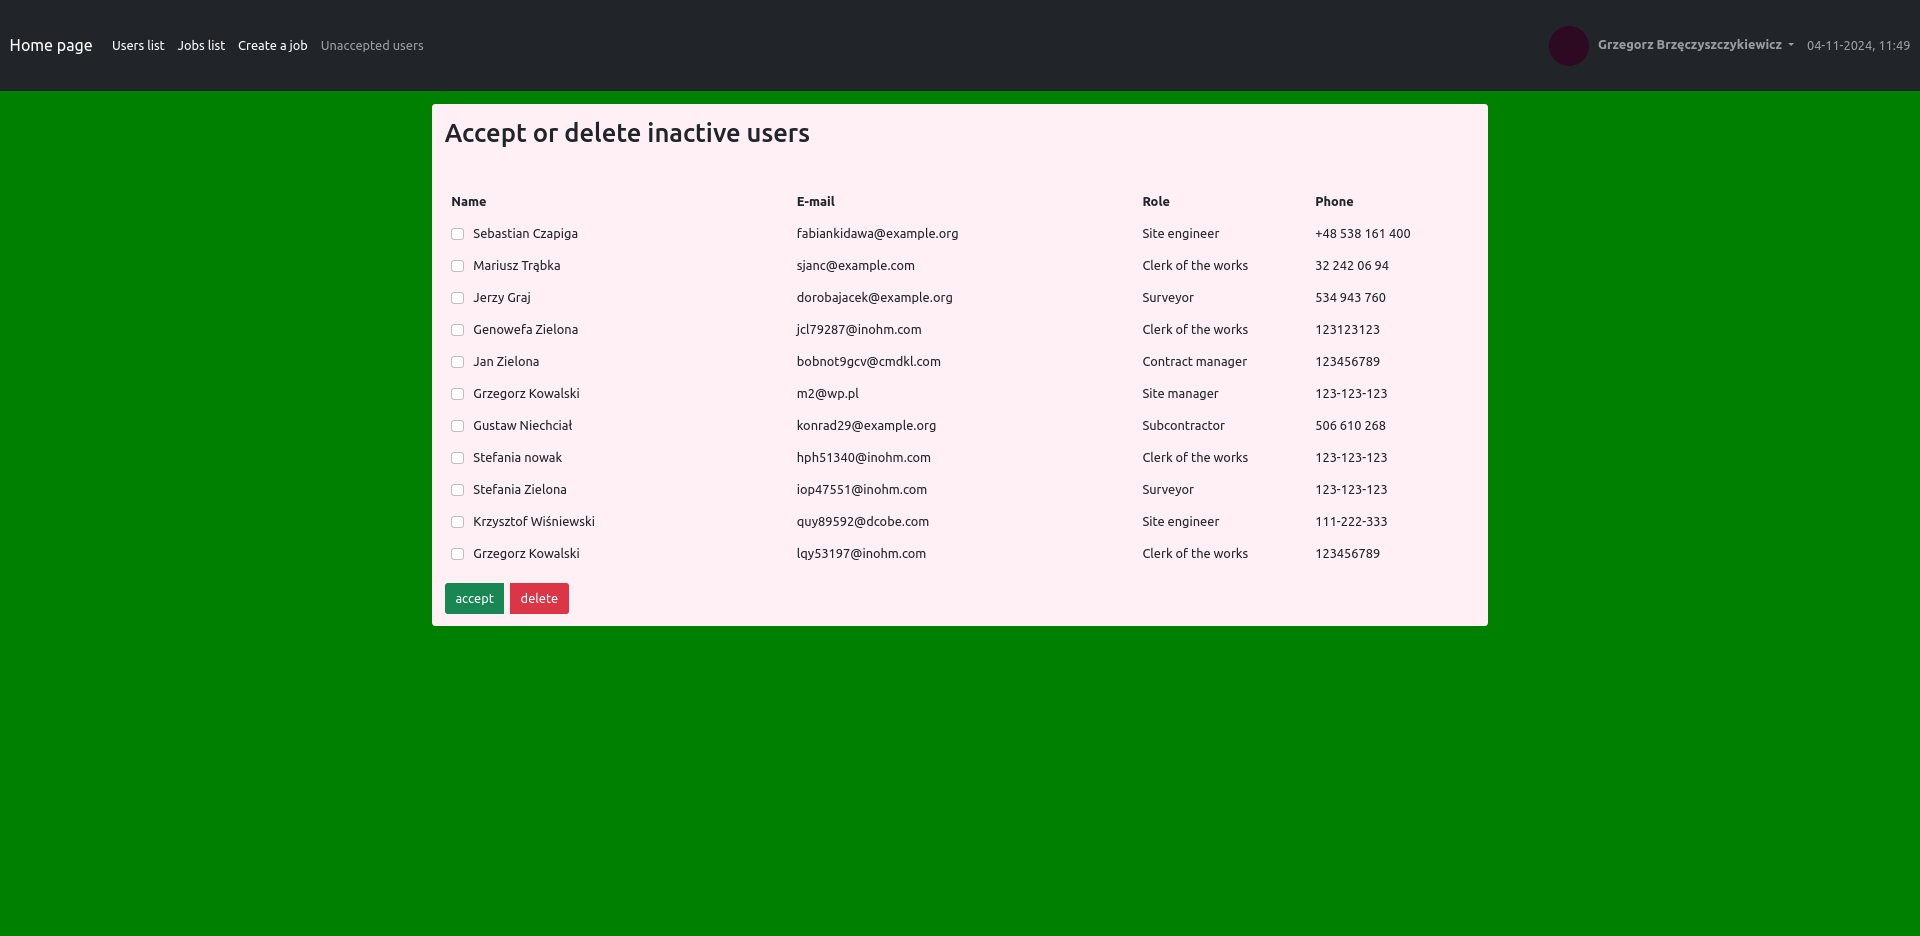 Home page Users list Jobs list Create a job Unaccepted users Grzegorz Brzęczyszczykiewicz 04-11-2024, 11:49
Accept or delete inactive users
Name E-mail Role Phone
Sebastian Czapiga fabiankidawa@example.org Site engineer +48 538 161 400
Mariusz Trąbka sjanc@example.com Clerk of the works 32 242 06 94
Jerzy Graj dorobajacek@example.org Surveyor 534 943 760
Genowefa Zielona jcl79287@inohm.com Clerk of the works 123123123
Jan Zielona bobnot9gcv@cmdkl.com Contract manager 123456789
Grzegorz Kowalski m2@wp.pl Site manager 123-123-123
Gustaw Niechciał konrad29@example.org Subcontractor 506 610 268
Stefania nowak hph51340@inohm.com Clerk of the works 123-123-123
Stefania Zielona iop47551@inohm.com Surveyor 123-123-123
Krzysztof Wiśniewski quy89592@dcobe.com Site engineer 111-222-333
Grzegorz Kowalski lqy53197@inohm.com Clerk of the works 123456789
accept delete